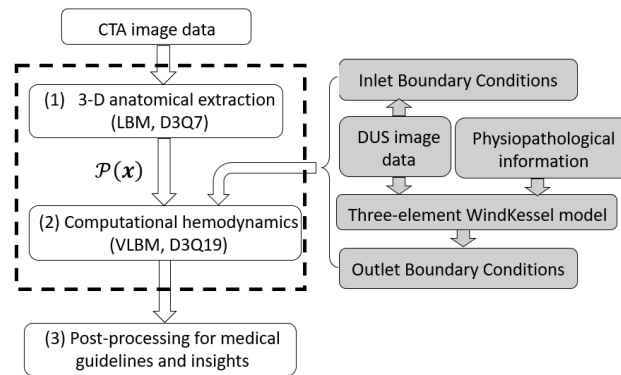 CTA image data
(1) 3-D anatomical extraction
(LBM, D3Q7)
𝒫(𝒙)
(2) Computational hemodynamics
(VLBM, D3Q19)
(3) Post-processing for medical
guidelines and insights
Inlet Boundary Conditions
DUS image
data
Physiopathological
information
Three-element WindKessel model
Outlet Boundary Conditions